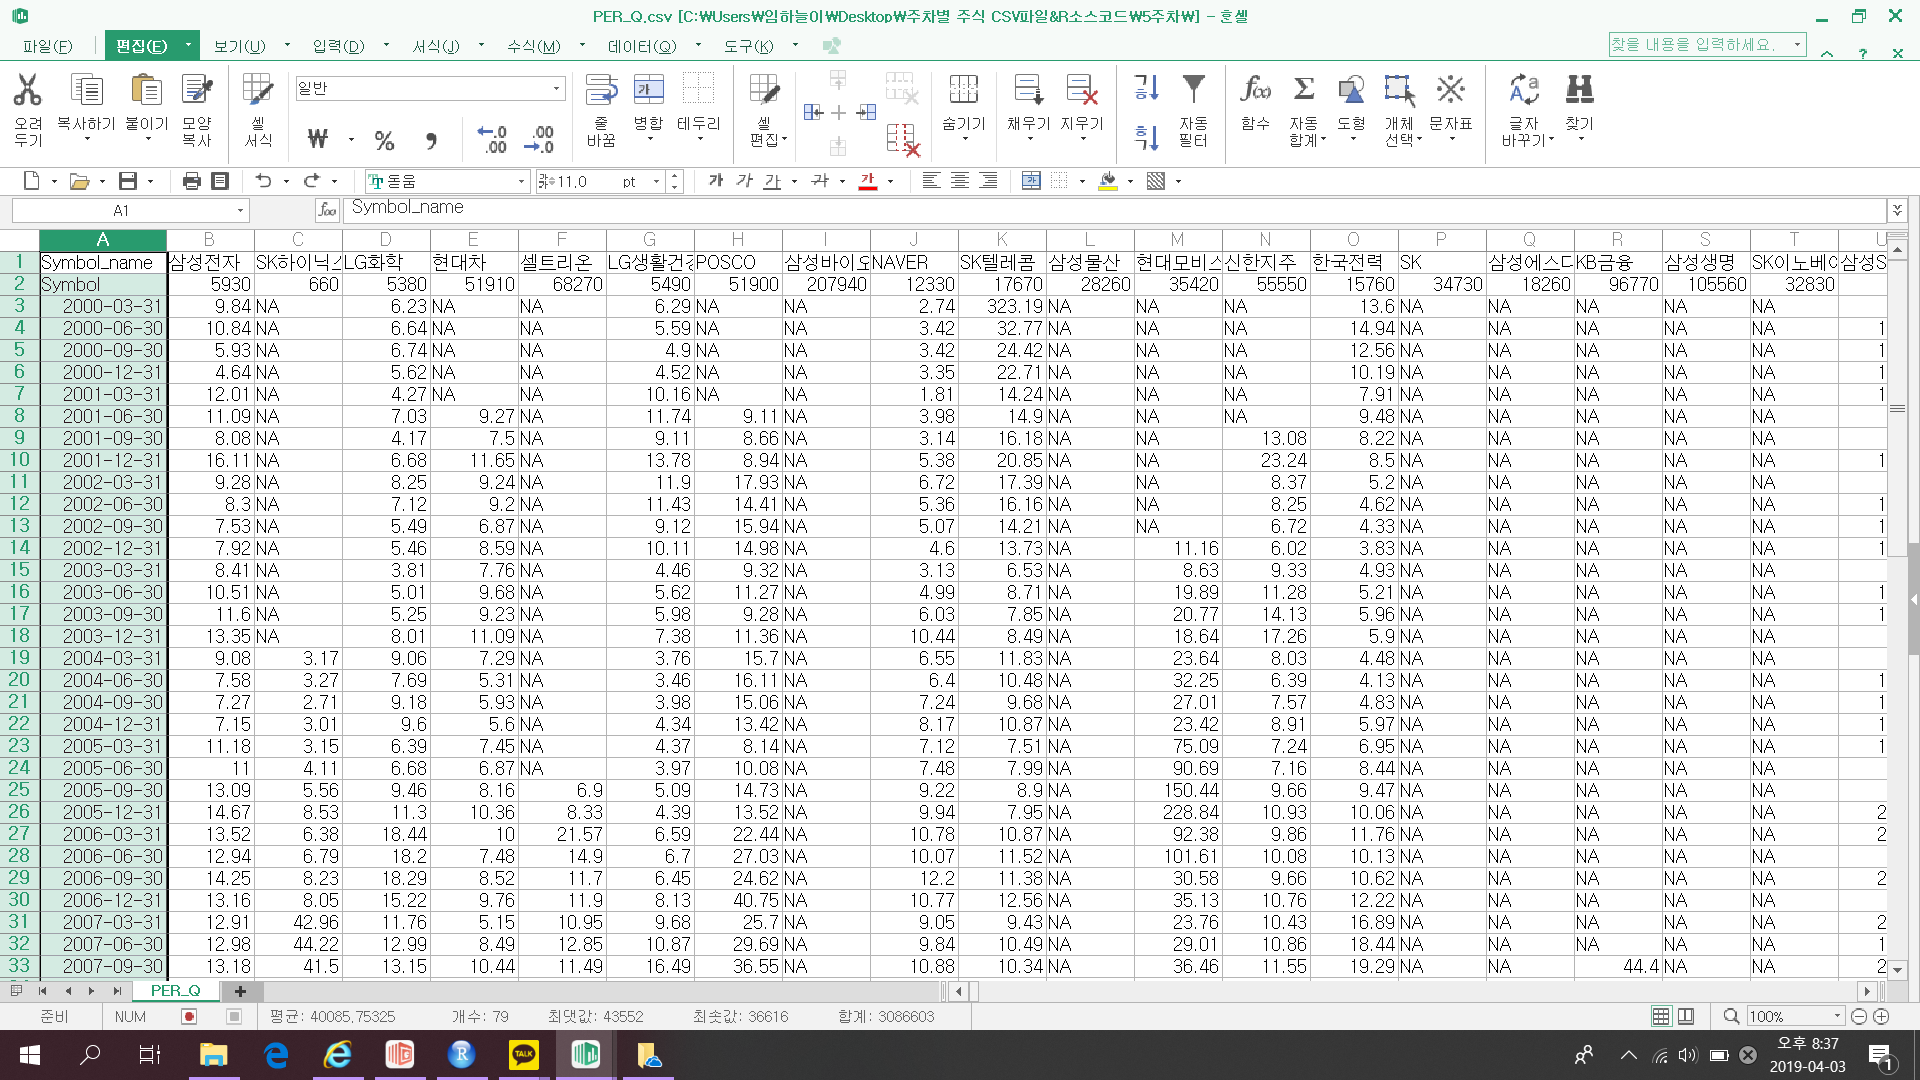 PER_Q.csv [C:₩Users₩임하늘이₩Desktop₩주차별 주식 CSV파일&R소스코드₩5주차₩] - 호셀
파일(F) 편집(E) 보기(U) 입력(D) 서식(J) 수식(M) 데이터(Q) 도구(K) 찾을 내용을 입력하세요.
오려두기 복사하기 붙이기 모양 복사 셀 서식 일반 줄 바꿈 병합 테두리 셀 편집 숨기기 채우기 지우기 자동 필터 함수 자동 합계 도형 개체 선택 문자표 글자 바꾸기 찾기
돋움 11.0 pt 가 가 가 가 가
A1 Symbol_name
A B C D E F G H I J K L M N O P Q R S T U
1 Symbol_name 삼성전자 SK하이닉스 LG화학 현대차 셀트리온 LG생활건강 POSCO 삼성바이오 NAVER SK텔레콤 삼성물산 현대모비스 신한지주 한국전력 SK 삼성에스디 KB금융 삼성생명 SK이노베이 삼성S
2 Symbol 5930 660 5380 51910 68270 5490 51900 207940 12330 17670 28260 35420 55550 15760 34730 18260 96770 105560 32830
3 2000-03-31 9.84 NA 6.23 NA NA 6.29 NA NA 2.74 323.19 NA NA NA 13.6 NA NA NA NA NA
4 2000-06-30 10.84 NA 6.64 NA NA 5.59 NA NA 3.42 32.77 NA NA NA 14.94 NA NA NA NA NA 1
5 2000-09-30 5.93 NA 6.74 NA NA 4.9 NA NA 3.42 24.42 NA NA NA 12.56 NA NA NA NA NA 1
6 2000-12-31 4.64 NA 5.62 NA NA 4.52 NA NA 3.35 22.71 NA NA NA 10.19 NA NA NA NA NA 1
7 2001-03-31 12.01 NA 4.27 NA NA 10.16 NA NA 1.81 14.24 NA NA NA 7.91 NA NA NA NA NA 1
8 2001-06-30 11.09 NA 7.03 9.27 NA 11.74 9.11 NA 3.98 14.9 NA NA NA 9.48 NA NA NA NA NA
9 2001-09-30 8.08 NA 4.17 7.5 NA 9.11 8.66 NA 3.14 16.18 NA NA 13.08 8.22 NA NA NA NA NA
10 2001-12-31 16.11 NA 6.68 11.65 NA 13.78 8.94 NA 5.38 20.85 NA NA 23.24 8.5 NA NA NA NA NA 1
11 2002-03-31 9.28 NA 8.25 9.24 NA 11.9 17.93 NA 6.72 17.39 NA NA 8.37 5.2 NA NA NA NA NA
12 2002-06-30 8.3 NA 7.12 9.2 NA 11.43 14.41 NA 5.36 16.16 NA NA 8.25 4.62 NA NA NA NA NA 1
13 2002-09-30 7.53 NA 5.49 6.87 NA 9.12 15.94 NA 5.07 14.21 NA NA 6.72 4.33 NA NA NA NA NA 1
14 2002-12-31 7.92 NA 5.46 8.59 NA 10.11 14.98 NA 4.6 13.73 NA 11.16 6.02 3.83 NA NA NA NA NA 1
15 2003-03-31 8.41 NA 3.81 7.76 NA 4.46 9.32 NA 3.13 6.53 NA 8.63 9.33 4.93 NA NA NA NA NA
16 2003-06-30 10.51 NA 5.01 9.68 NA 5.62 11.27 NA 4.99 8.71 NA 19.89 11.28 5.21 NA NA NA NA NA 1
17 2003-09-30 11.6 NA 5.25 9.23 NA 5.98 9.28 NA 6.03 7.85 NA 20.77 14.13 5.96 NA NA NA NA NA 1
18 2003-12-31 13.35 NA 8.01 11.09 NA 7.38 11.36 NA 10.44 8.49 NA 18.64 17.26 5.9 NA NA NA NA NA
19 2004-03-31 9.08 3.17 9.06 7.29 NA 3.76 15.7 NA 6.55 11.83 NA 23.64 8.03 4.48 NA NA NA NA NA
20 2004-06-30 7.58 3.27 7.69 5.31 NA 3.46 16.11 NA 6.4 10.48 NA 32.25 6.39 4.13 NA NA NA NA NA 1
21 2004-09-30 7.27 2.71 9.18 5.93 NA 3.98 15.06 NA 7.24 9.68 NA 27.01 7.57 4.83 NA NA NA NA NA 1
22 2004-12-31 7.15 3.01 9.6 5.6 NA 4.34 13.42 NA 8.17 10.87 NA 23.42 8.91 5.97 NA NA NA NA NA 1
23 2005-03-31 11.18 3.15 6.39 7.45 NA 4.37 8.14 NA 7.12 7.51 NA 75.09 7.24 6.95 NA NA NA NA NA 1
24 2005-06-30 11 4.11 6.68 6.87 NA 3.97 10.08 NA 7.48 7.99 NA 90.69 7.16 8.44 NA NA NA NA NA
25 2005-09-30 13.09 5.56 9.46 8.16 6.9 5.09 14.73 NA 9.22 8.9 NA 150.44 9.66 9.47 NA NA NA NA NA
26 2005-12-31 14.67 8.53 11.3 10.36 8.33 4.39 13.52 NA 9.94 7.95 NA 228.84 10.93 10.06 NA NA NA NA NA 2
27 2006-03-31 13.52 6.38 18.44 10 21.57 6.59 22.44 NA 10.78 10.87 NA 92.38 9.86 11.76 NA NA NA NA NA 2
28 2006-06-30 12.94 6.79 18.2 7.48 14.9 6.7 27.03 NA 10.07 11.52 NA 101.61 10.08 10.13 NA NA NA NA NA
29 2006-09-30 14.25 8.23 18.29 8.52 11.7 6.45 24.62 NA 12.2 11.38 NA 30.58 9.66 10.62 NA NA NA NA NA 2
30 2006-12-31 13.16 8.05 15.22 9.76 11.9 8.13 40.75 NA 10.77 12.56 NA 35.13 10.76 12.22 NA NA NA NA NA
31 2007-03-31 12.91 42.96 11.76 5.15 10.95 9.68 25.7 NA 9.05 9.43 NA 23.76 10.43 16.89 NA NA NA NA NA 2
32 2007-06-30 12.98 44.22 12.99 8.49 12.85 10.87 29.69 NA 9.84 10.49 NA 29.01 10.86 18.44 NA NA NA NA NA 1
33 2007-09-30 13.18 41.5 13.15 10.44 11.49 16.49 36.55 NA 10.88 10.34 NA 36.46 11.55 19.29 NA NA 44.4 NA NA 2
PER_Q
준비 NUM 평균: 40085.75325 개수: 79 최댓값: 43552 최솟값: 36616 합계: 3086603 100%
TALK
오후 8:37
2019-04-03
1